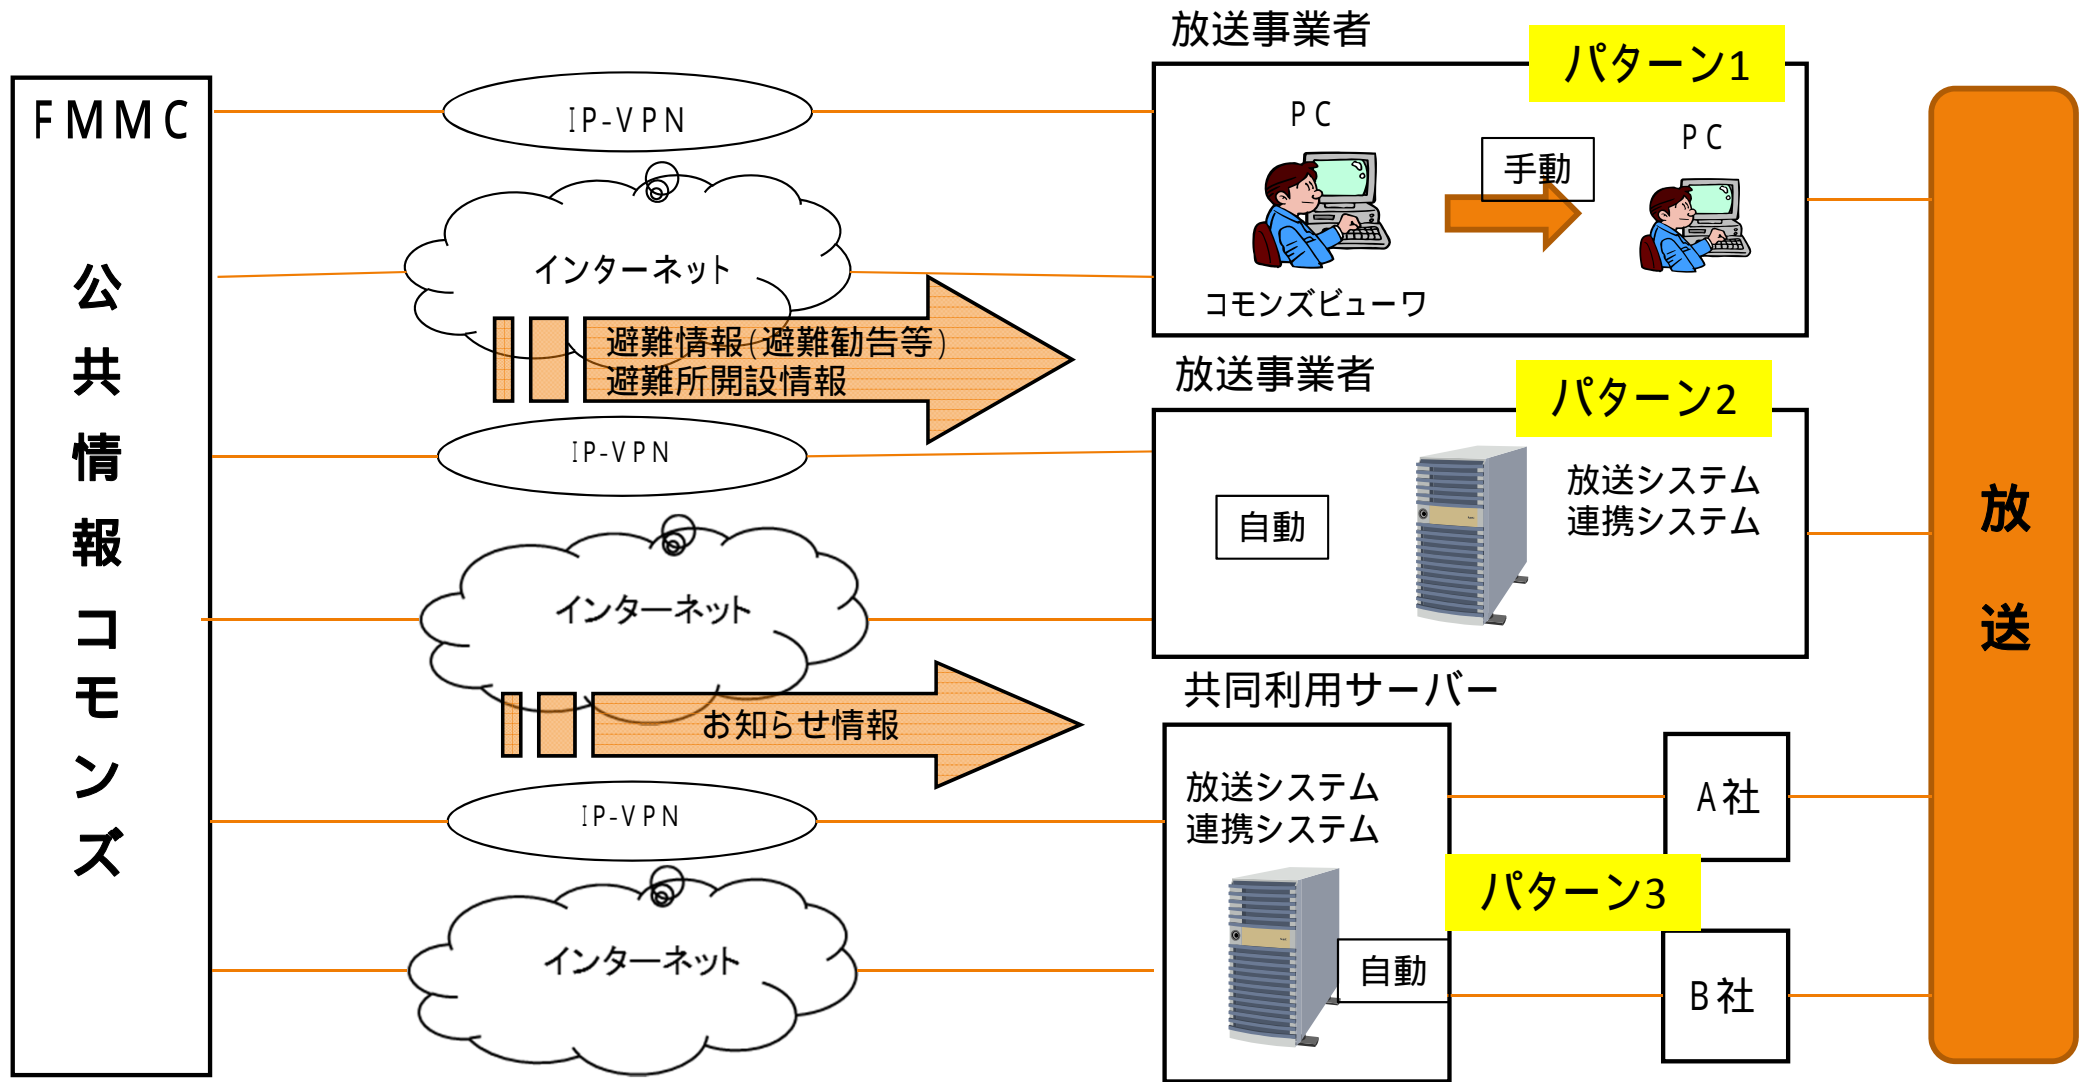 FMMC
公共情報コモンズ
IP-VPN
インターネット
避難情報(避難勧告等)
避難所開設情報
IP-VPN
インターネット
お知らせ情報
IP-VPN
インターネット
放送事業者
パターン1
PC
手動
PC
コモンズビューワ
放送事業者
パターン2
自動
放送システム
連携システム
共同利用サーバー
放送システム
連携システム
自動
パターン3
A社
B社
放送